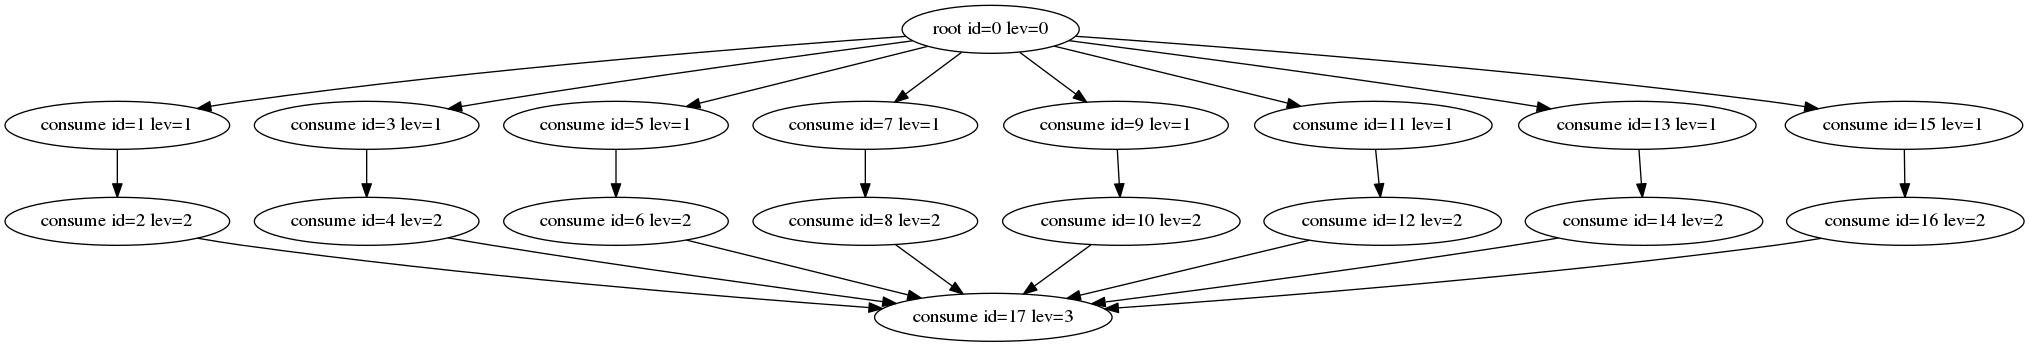 root id=0 lev=0
consume id=1 lev=1
consume id=3 lev=1
consume id=5 lev=1
consume id=7 lev=1
consume id=9 lev=1
consume id=11 lev=1
consume id=13 lev=1
consume id=15 lev=1
consume id=2 lev=2
consume id=4 lev=2
consume id=6 lev=2
consume id=8 lev=2
consume id=10 lev=2
consume id=12 lev=2
consume id=14 lev=2
consume id=16 lev=2
consume id=17 lev=3